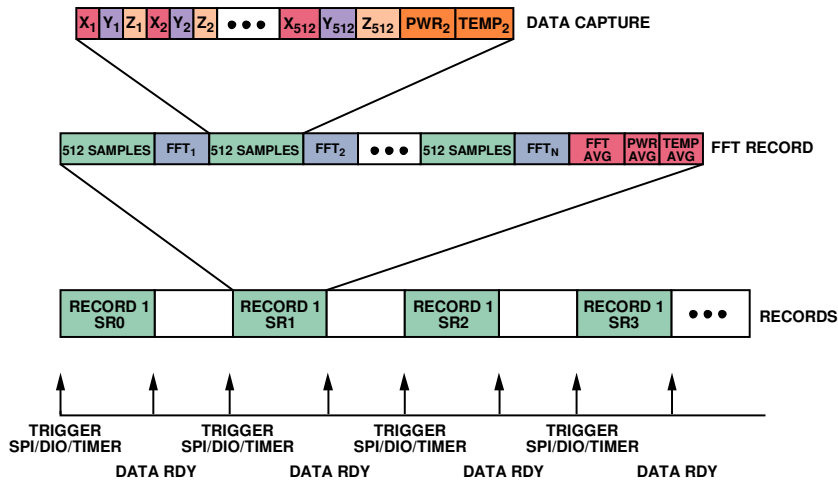 X1 Y1 Z1 X2 Y2 Z2 ••• X512 Y512 Z512 PWR2 TEMP2 DATA CAPTURE
512 SAMPLES FFT1 512 SAMPLES FFT2 ••• 512 SAMPLES FFTN FFT AVG PWR AVG TEMP AVG FFT RECORD
RECORD 1 SR0 RECORD 1 SR1 RECORD 1 SR2 RECORD 1 SR3 ••• RECORDS
TRIGGER TRIGGER TRIGGER TRIGGER
SPI/DIO/TIMER SPI/DIO/TIMER SPI/DIO/TIMER SPI/DIO/TIMER
DATA RDY DATA RDY DATA RDY DATA RDY